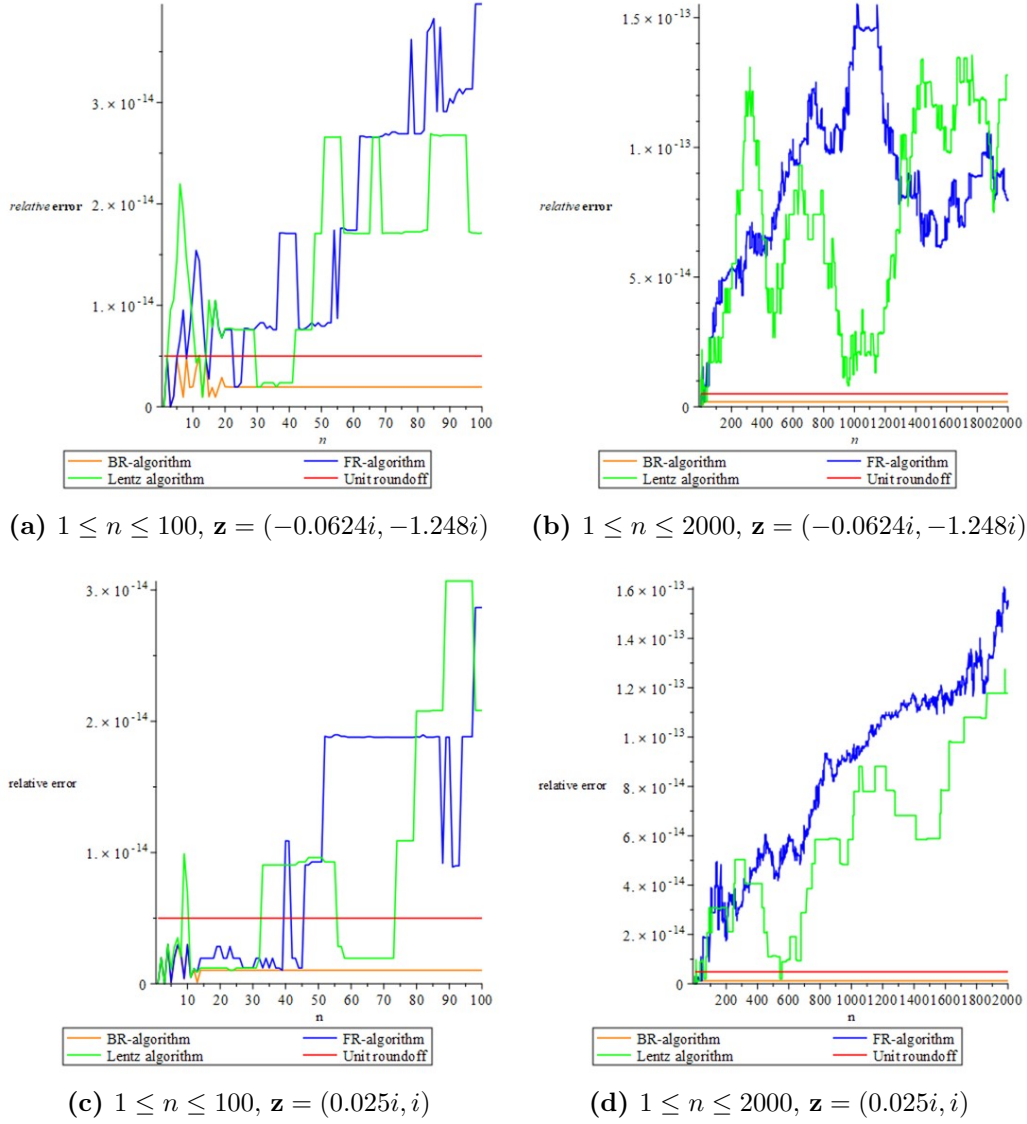 3. × 10⁻¹⁴
relative error
2. × 10⁻¹⁴
1. × 10⁻¹⁴
0
10 20 30 40 50 60 70 80 90 100
n
BR-algorithm FR-algorithm
Lentz algorithm Unit roundoff
(a) 1 ≤ n ≤ 100, z = (−0.0624i, −1.248i)
1.5 × 10⁻¹³
1. × 10⁻¹³
relative error
5. × 10⁻¹⁴
0
200 400 600 800 1000 1200 1400 1600 1800 2000
n
BR-algorithm FR-algorithm
Lentz algorithm Unit roundoff
(b) 1 ≤ n ≤ 2000, z = (−0.0624i, −1.248i)
3. × 10⁻¹⁴
2. × 10⁻¹⁴
relative error
1. × 10⁻¹⁴
0
10 20 30 40 50 60 70 80 90 100
n
BR-algorithm FR-algorithm
Lentz algorithm Unit roundoff
(c) 1 ≤ n ≤ 100, z = (0.025i, i)
1.6 × 10⁻¹³
1.4 × 10⁻¹³
1.2 × 10⁻¹³
1. × 10⁻¹³
relative error
8. × 10⁻¹⁴
6. × 10⁻¹⁴
4. × 10⁻¹⁴
2. × 10⁻¹⁴
0
200 400 600 800 1000 1200 1400 1600 1800 2000
n
BR-algorithm FR-algorithm
Lentz algorithm Unit roundoff
(d) 1 ≤ n ≤ 2000, z = (0.025i, i)